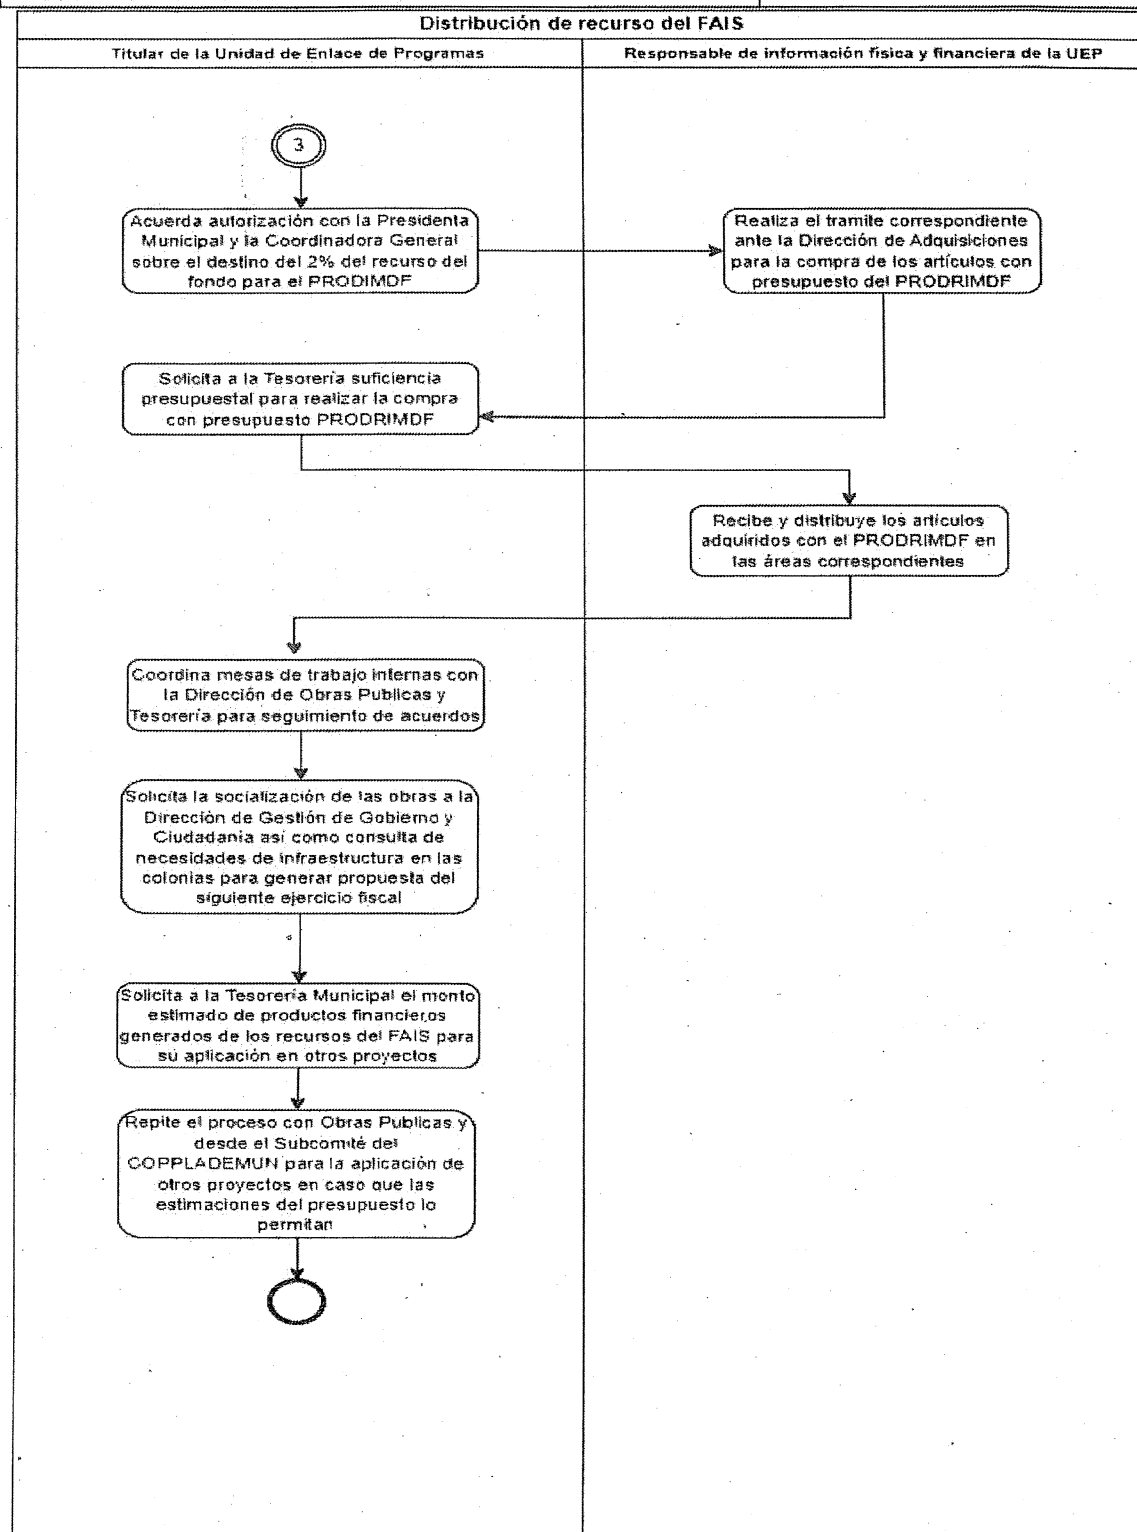 Distribución de recurso del FAIS
Titular de la Unidad de Enlace de Programas
Responsable de información física y financiera de la UEP
3
Acuerda autorización con la Presidenta
Municipal y la Coordinadora General
sobre el destino del 2% del recurso del
fondo para el PRODIMDF
Realiza el tramite correspondiente
ante la Dirección de Adquisiciones
para la compra de los artículos con
presupuesto del PRODRIMDF
Solicita a la Tesorería suficiencia
presupuestal para realizar la compra
con presupuesto PRODRIMDF
Recibe y distribuye los artículos
adquiridos con el PRODRIMDF en
las áreas correspondientes
Coordina mesas de trabajo internas con
la Dirección de Obras Publicas y
Tesorería para seguimiento de acuerdos
Solicita la socialización de las obras a la
Dirección de Gestión de Gobierno y
Ciudadanía así como consulta de
necesidades de infraestructura en las
colonias para generar propuesta del
siguiente ejercicio fiscal
Solicita a la Tesorería Municipal el monto
estimado de productos financieros
generados de los recursos del FAIS para
su aplicación en otros proyectos
Repite el proceso con Obras Publicas y
desde el Subcomité del
COPPLADEMUN para la aplicación de
otros proyectos en caso que las
estimaciones del presupuesto lo
permitan